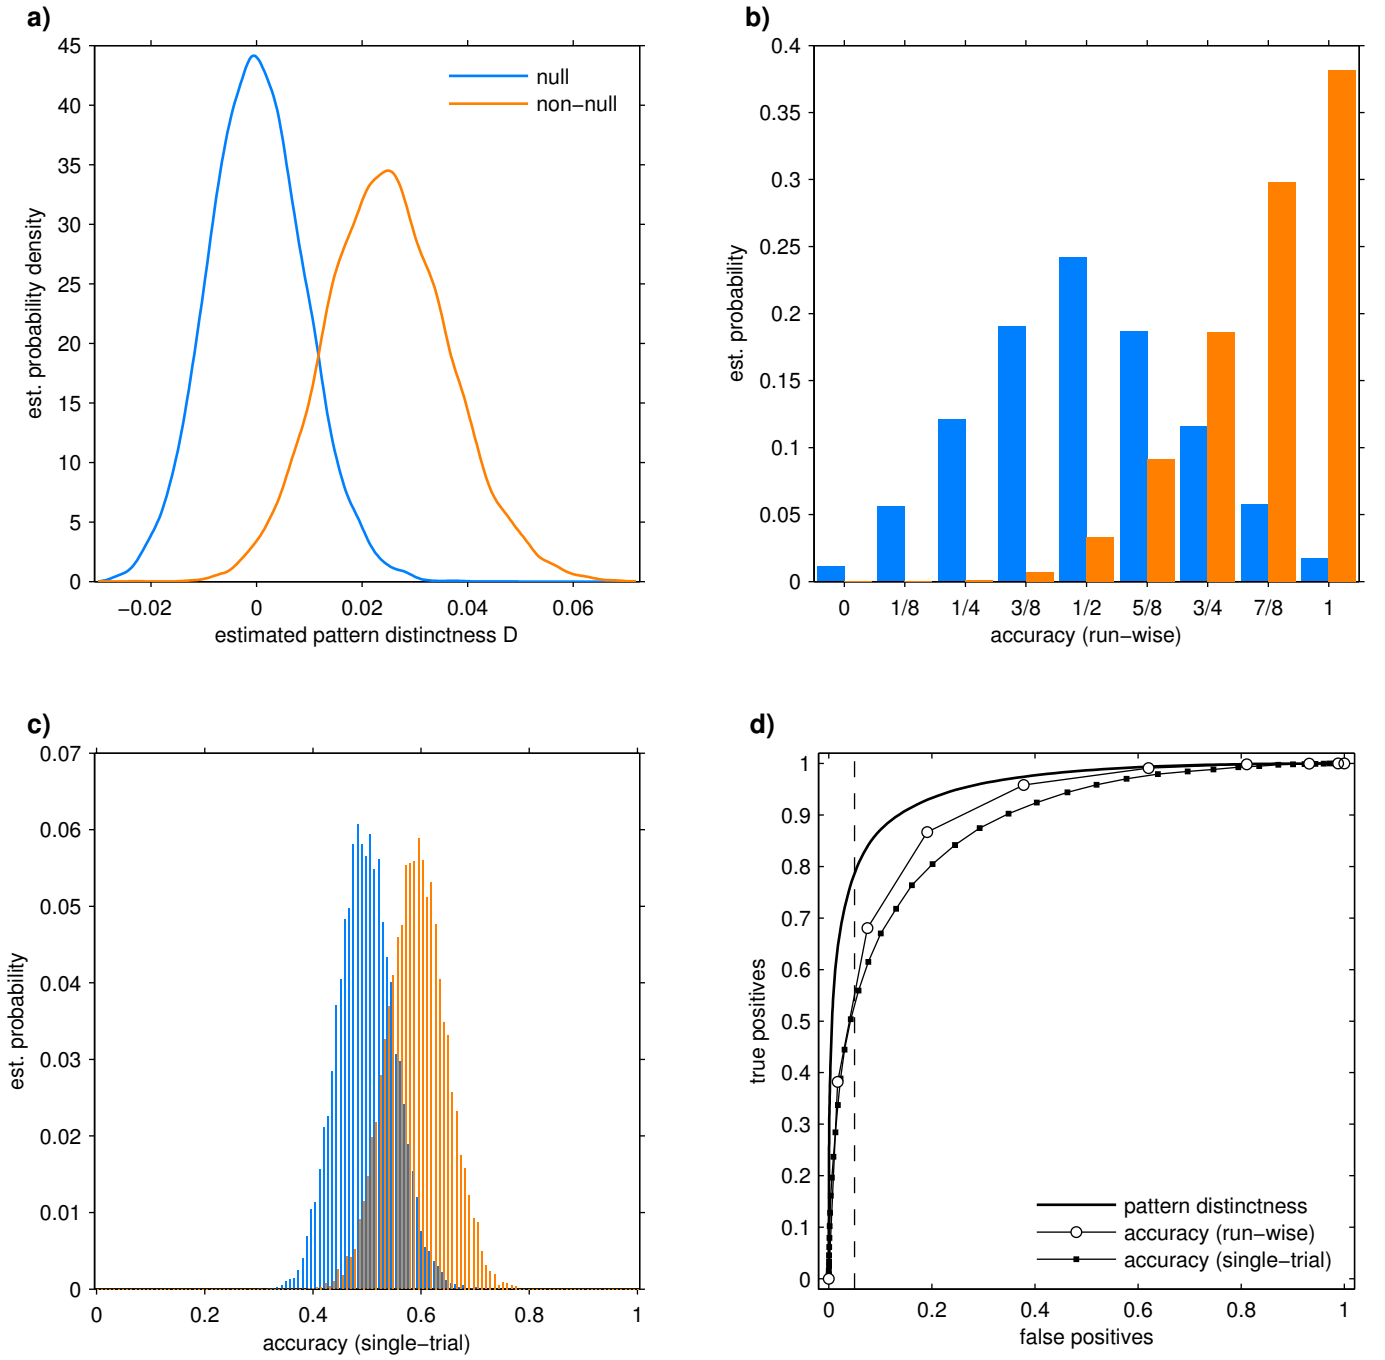 a)
45
40
35
30
25
20
15
10
5
0
est. probability density
null
non−null
−0.02 0 0.02 0.04 0.06
estimated pattern distinctness D
b)
0.4
0.35
0.3
0.25
0.2
0.15
0.1
0.05
0
est. probability
0 1/8 1/4 3/8 1/2 5/8 3/4 7/8 1
accuracy (run−wise)
c)
0.07
0.06
0.05
0.04
0.03
0.02
0.01
0
est. probability
0 0.2 0.4 0.6 0.8 1
accuracy (single−trial)
d)
1
0.9
0.8
0.7
0.6
0.5
0.4
0.3
0.2
0.1
0
true positives
pattern distinctness
accuracy (run−wise)
accuracy (single−trial)
0 0.2 0.4 0.6 0.8 1
false positives